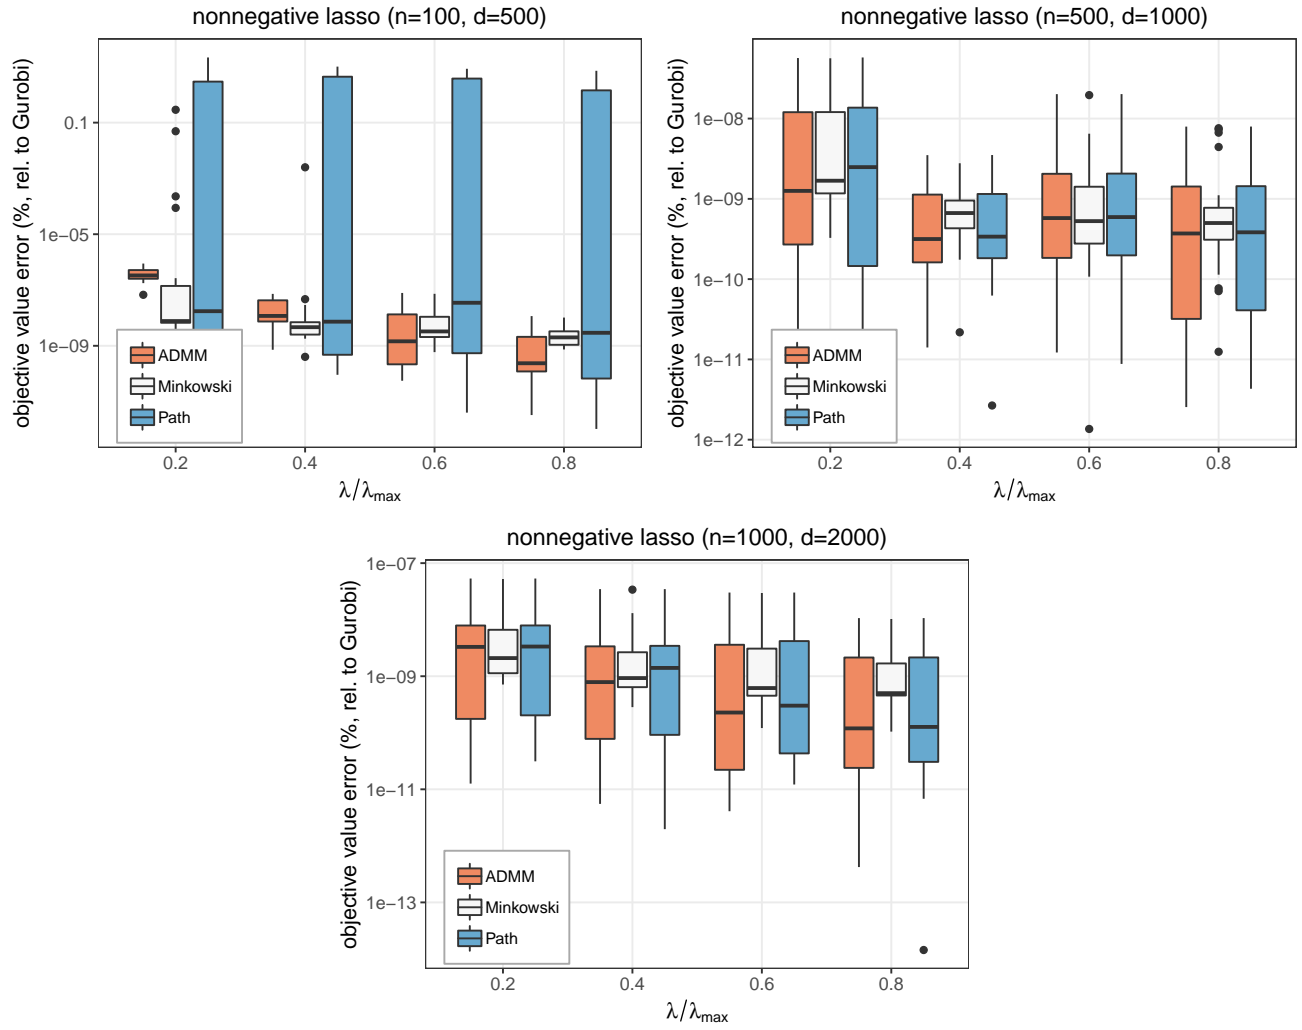 nonnegative lasso (n=100, d=500)
objective value error (%, rel. to Gurobi)
0.1
1e−05
1e−09
ADMM
Minkowski
Path
0.2 0.4 0.6 0.8
λ/λmax
nonnegative lasso (n=500, d=1000)
objective value error (%, rel. to Gurobi)
1e−08
1e−09
1e−10
1e−11
1e−12
ADMM
Minkowski
Path
0.2 0.4 0.6 0.8
λ/λmax
nonnegative lasso (n=1000, d=2000)
objective value error (%, rel. to Gurobi)
1e−07
1e−09
1e−11
1e−13
ADMM
Minkowski
Path
0.2 0.4 0.6 0.8
λ/λmax